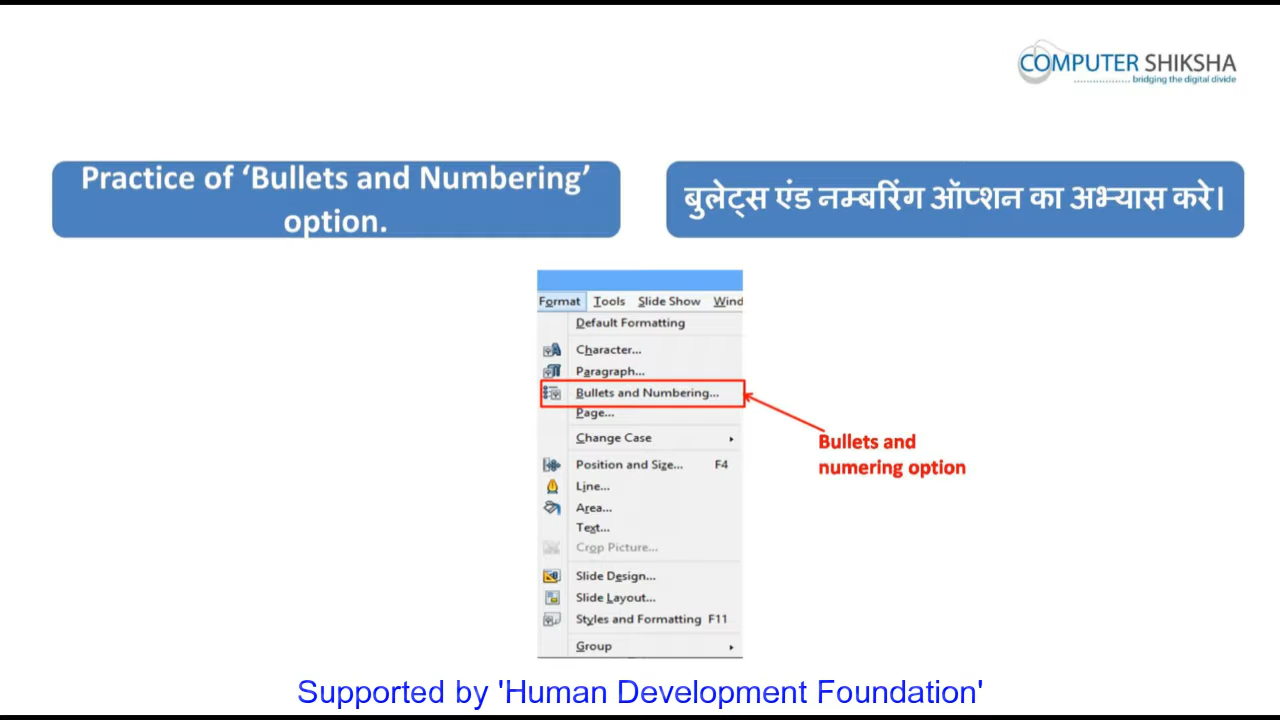 COMPUTER SHIKSHA
.................. bridging the digital divide
Practice of ‘Bullets and Numbering’
option.
बुलेट्स एंड नम्बरिंग ऑप्शन का अभ्यास करे।
Format Tools Slide Show Wind
Default Formatting
Character...
Paragraph...
Bullets and Numbering...
Page...
Change Case
Position and Size... F4
Line...
Area...
Text...
Crop Picture...
Slide Design...
Slide Layout...
Styles and Formatting F11
Group
Bullets and
numering option
Supported by 'Human Development Foundation'